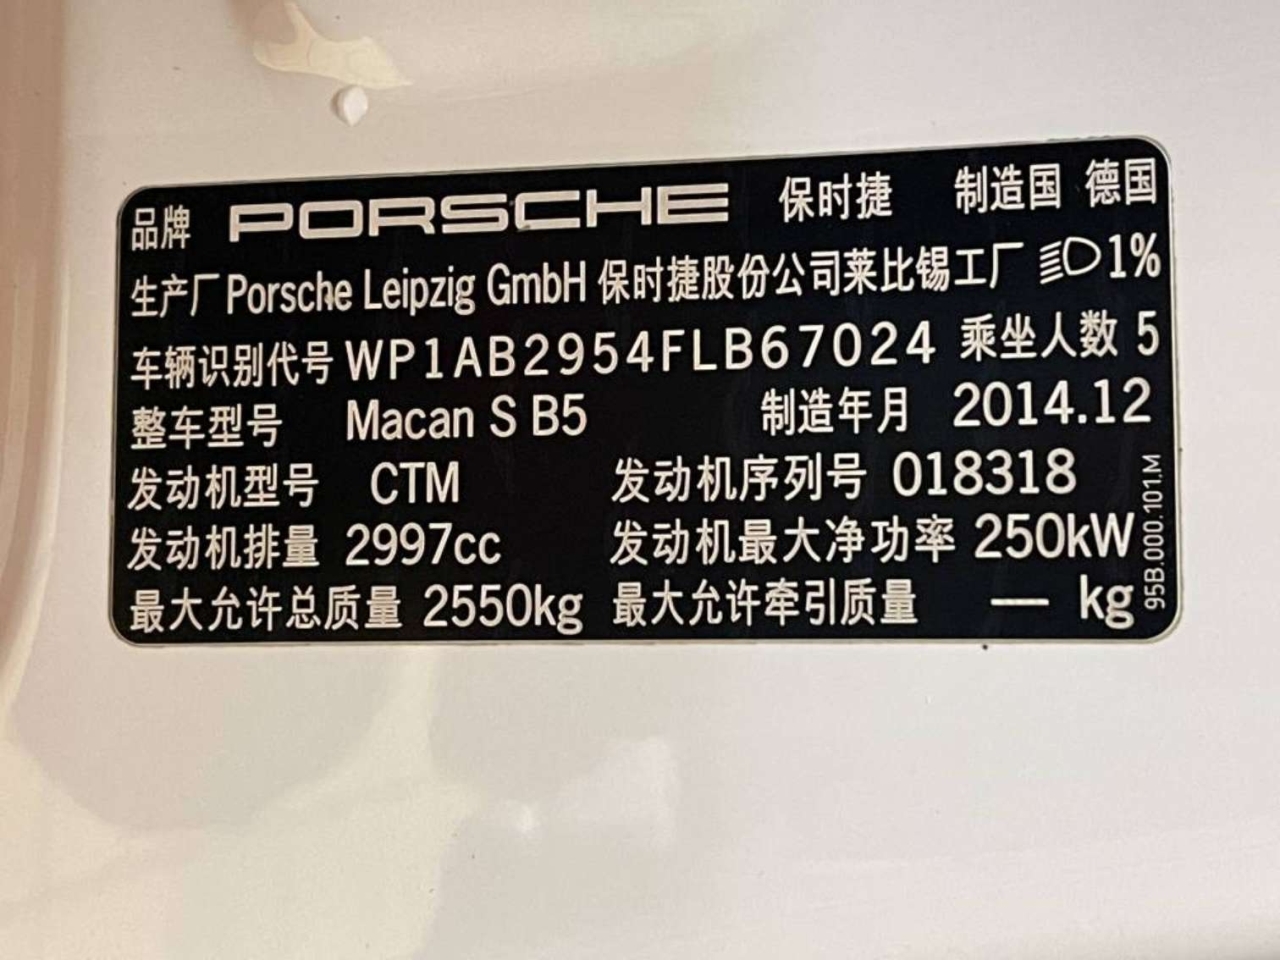 品牌 PORSCHE 保时捷 制造国 德国
生产厂 Porsche Leipzig GmbH 保时捷股份公司莱比锡工厂 1%
车辆识别代号 WP1AB2954FLB67024 乘坐人数 5
整车型号 Macan S B5 制造年月 2014.12
发动机型号 CTM 发动机序列号 018318
发动机排量 2997cc 发动机最大净功率 250kW
最大允许总质量 2550kg 最大允许牵引质量 — kg
95B.000.101.M